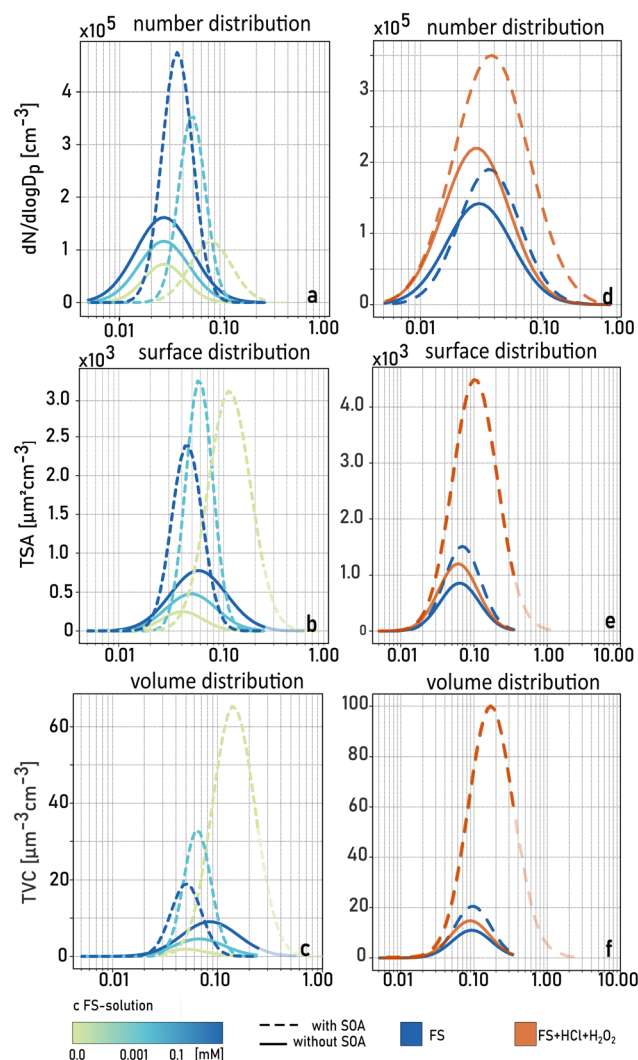 ×10⁵ number distribution
dN/dlogDp [cm⁻³]
4
3
2
1
0
a
0.01 0.10 1.00
×10⁵ number distribution
3
2
1
0
d
0.01 0.10 1.00
×10³ surface distribution
TSA [µm²cm⁻³]
3.0
2.5
2.0
1.5
1.0
0.5
0
b
0.01 0.10 1.00
×10³ surface distribution
4.0
3.0
2.0
1.0
0
e
0.01 0.10 1.00 10.00
volume distribution
TVC [µm⁻³cm⁻³]
60
40
20
0
c
0.01 0.10 1.00
volume distribution
100
80
60
40
20
0
f
0.01 0.10 1.00 10.00
c FS-solution
0.0 0.001 0.1 [mM]
with SOA
without SOA
FS
FS+HCl+H₂O₂